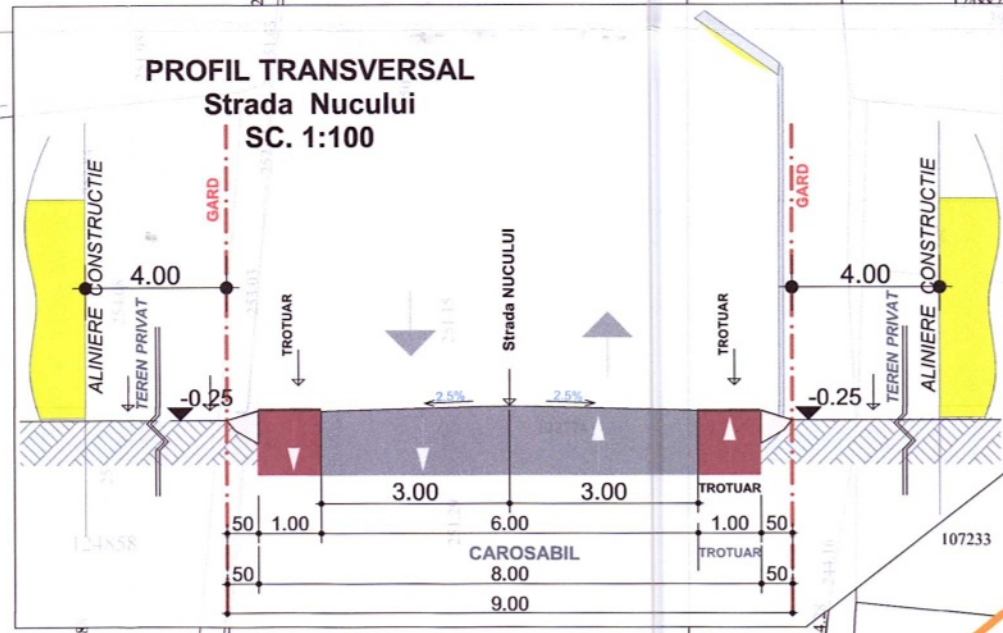 PROFIL TRANSVERSAL
Strada Nucului
SC. 1:100
GARD
GARD
ALINIERE CONSTRUCTIE
4.00
TEREN PRIVAT
-0.25
TROTUAR
Strada NUCULUI
TROTUAR
4.00
TEREN PRIVAT
ALINIERE CONSTRUCTIE
-0.25
2.5%
2.5%
3.00
3.00
TROTUAR
50
1.00
6.00
1.00
50
CAROSABIL
TROTUAR
50
8.00
50
9.00
124858
107233